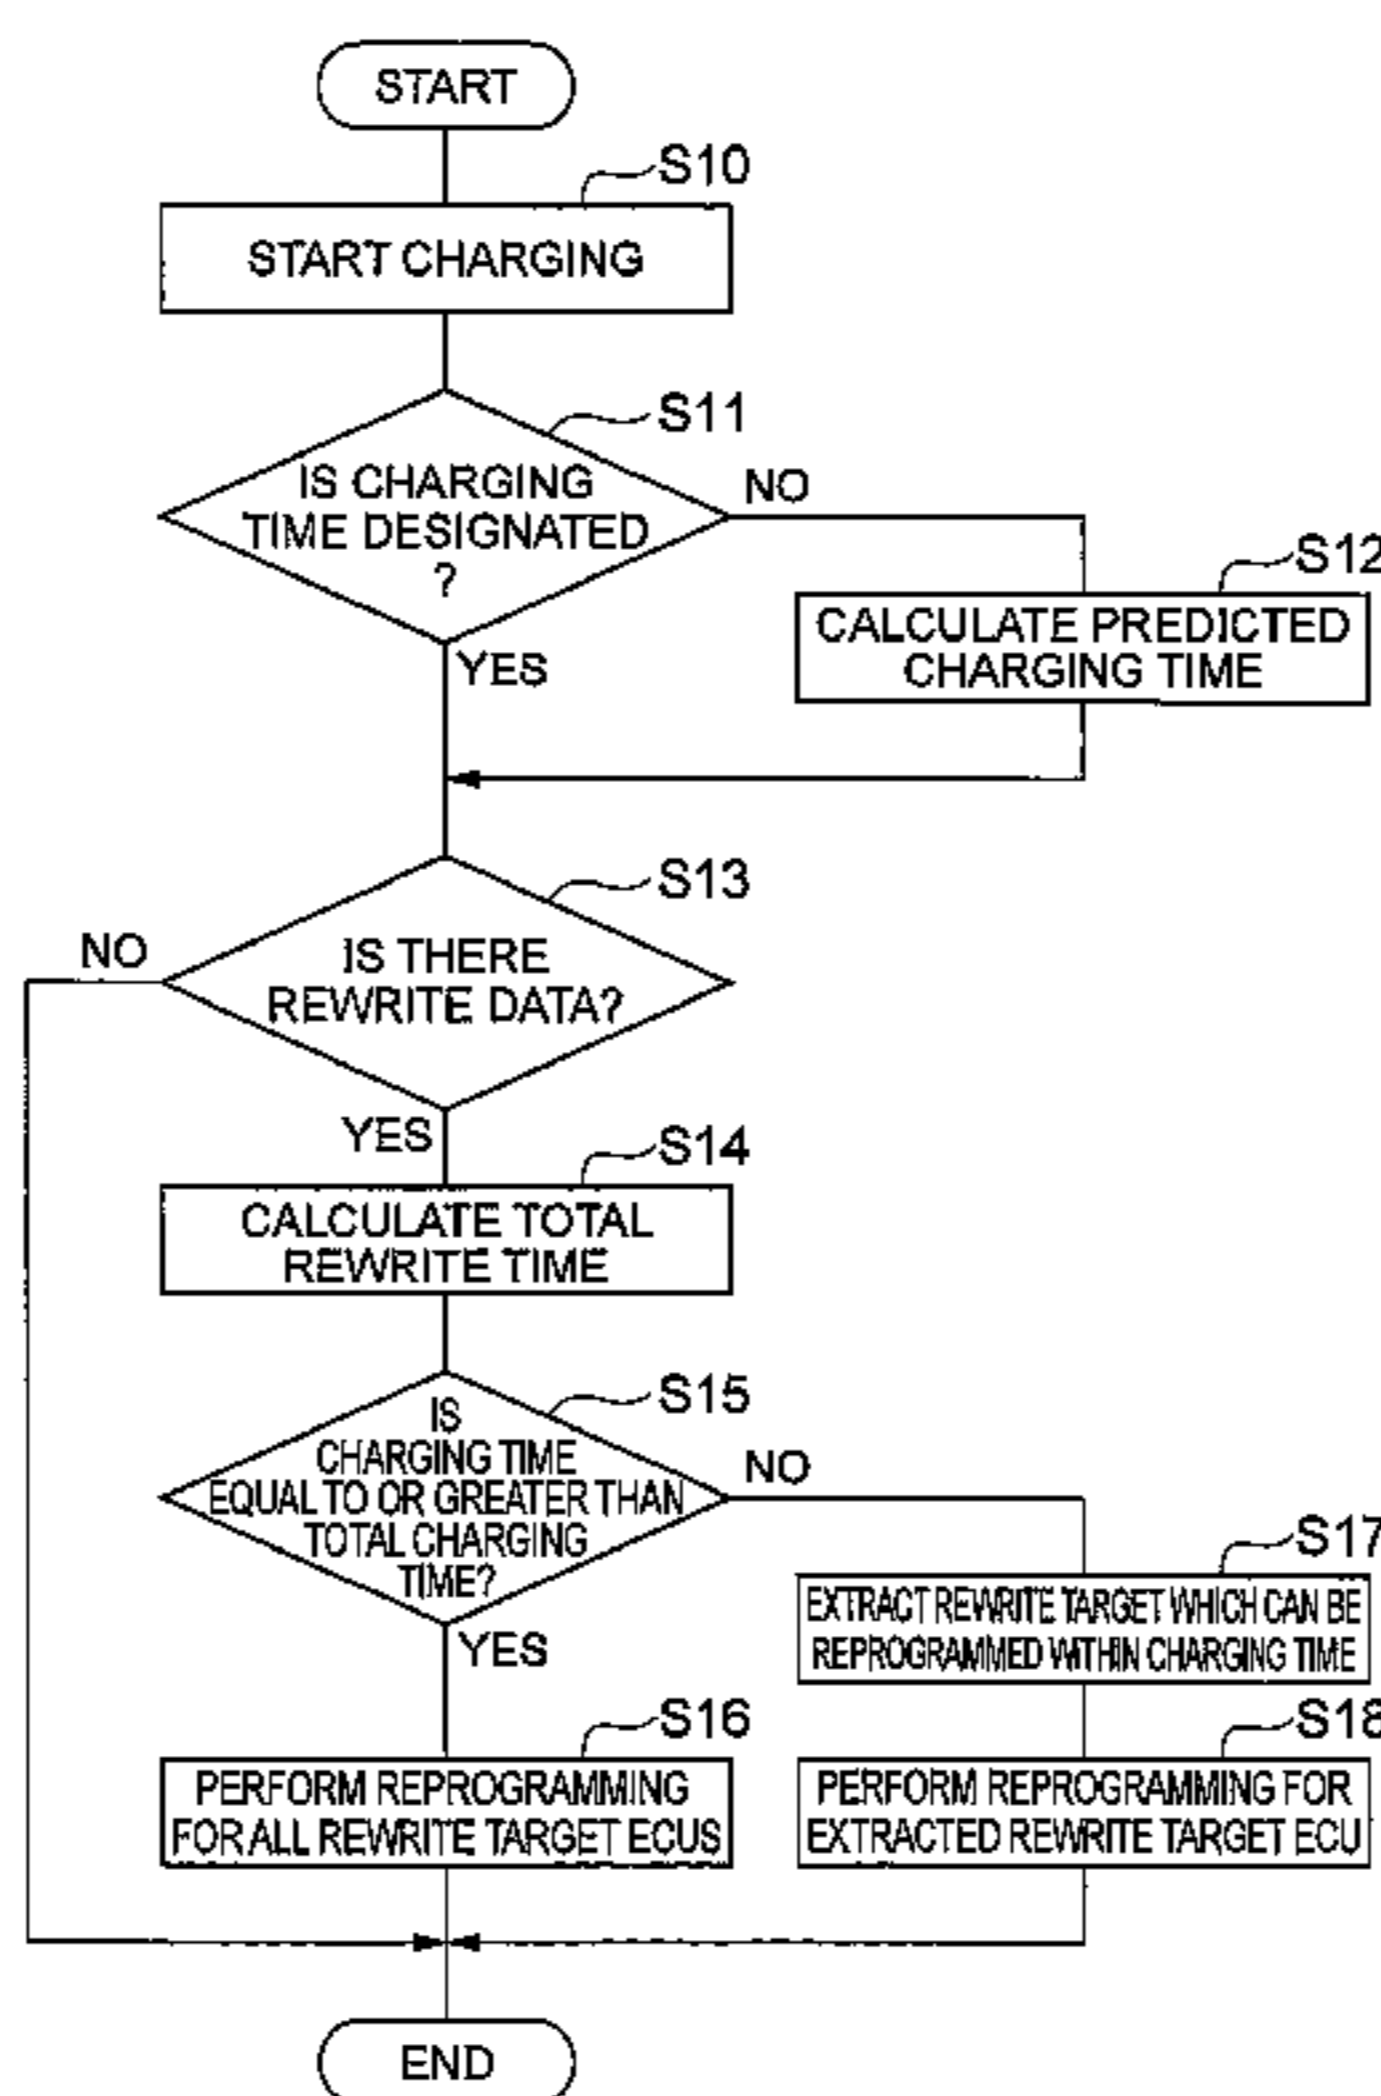 START
S10
START CHARGING
S11
IS CHARGING
TIME DESIGNATED
?
NO
YES
S12
CALCULATE PREDICTED
CHARGING TIME
S13
IS THERE
REWRITE DATA?
NO
YES
S14
CALCULATE TOTAL
REWRITE TIME
S15
IS
CHARGING TIME
EQUAL TO OR GREATER THAN
TOTAL CHARGING
TIME?
NO
YES
S17
EXTRACT REWRITE TARGET WHICH CAN BE
REPROGRAMMED WITHIN CHARGING TIME
S16
PERFORM REPROGRAMMING
FOR ALL REWRITE TARGET ECUS
S18
PERFORM REPROGRAMMING FOR
EXTRACTED REWRITE TARGET ECU
END